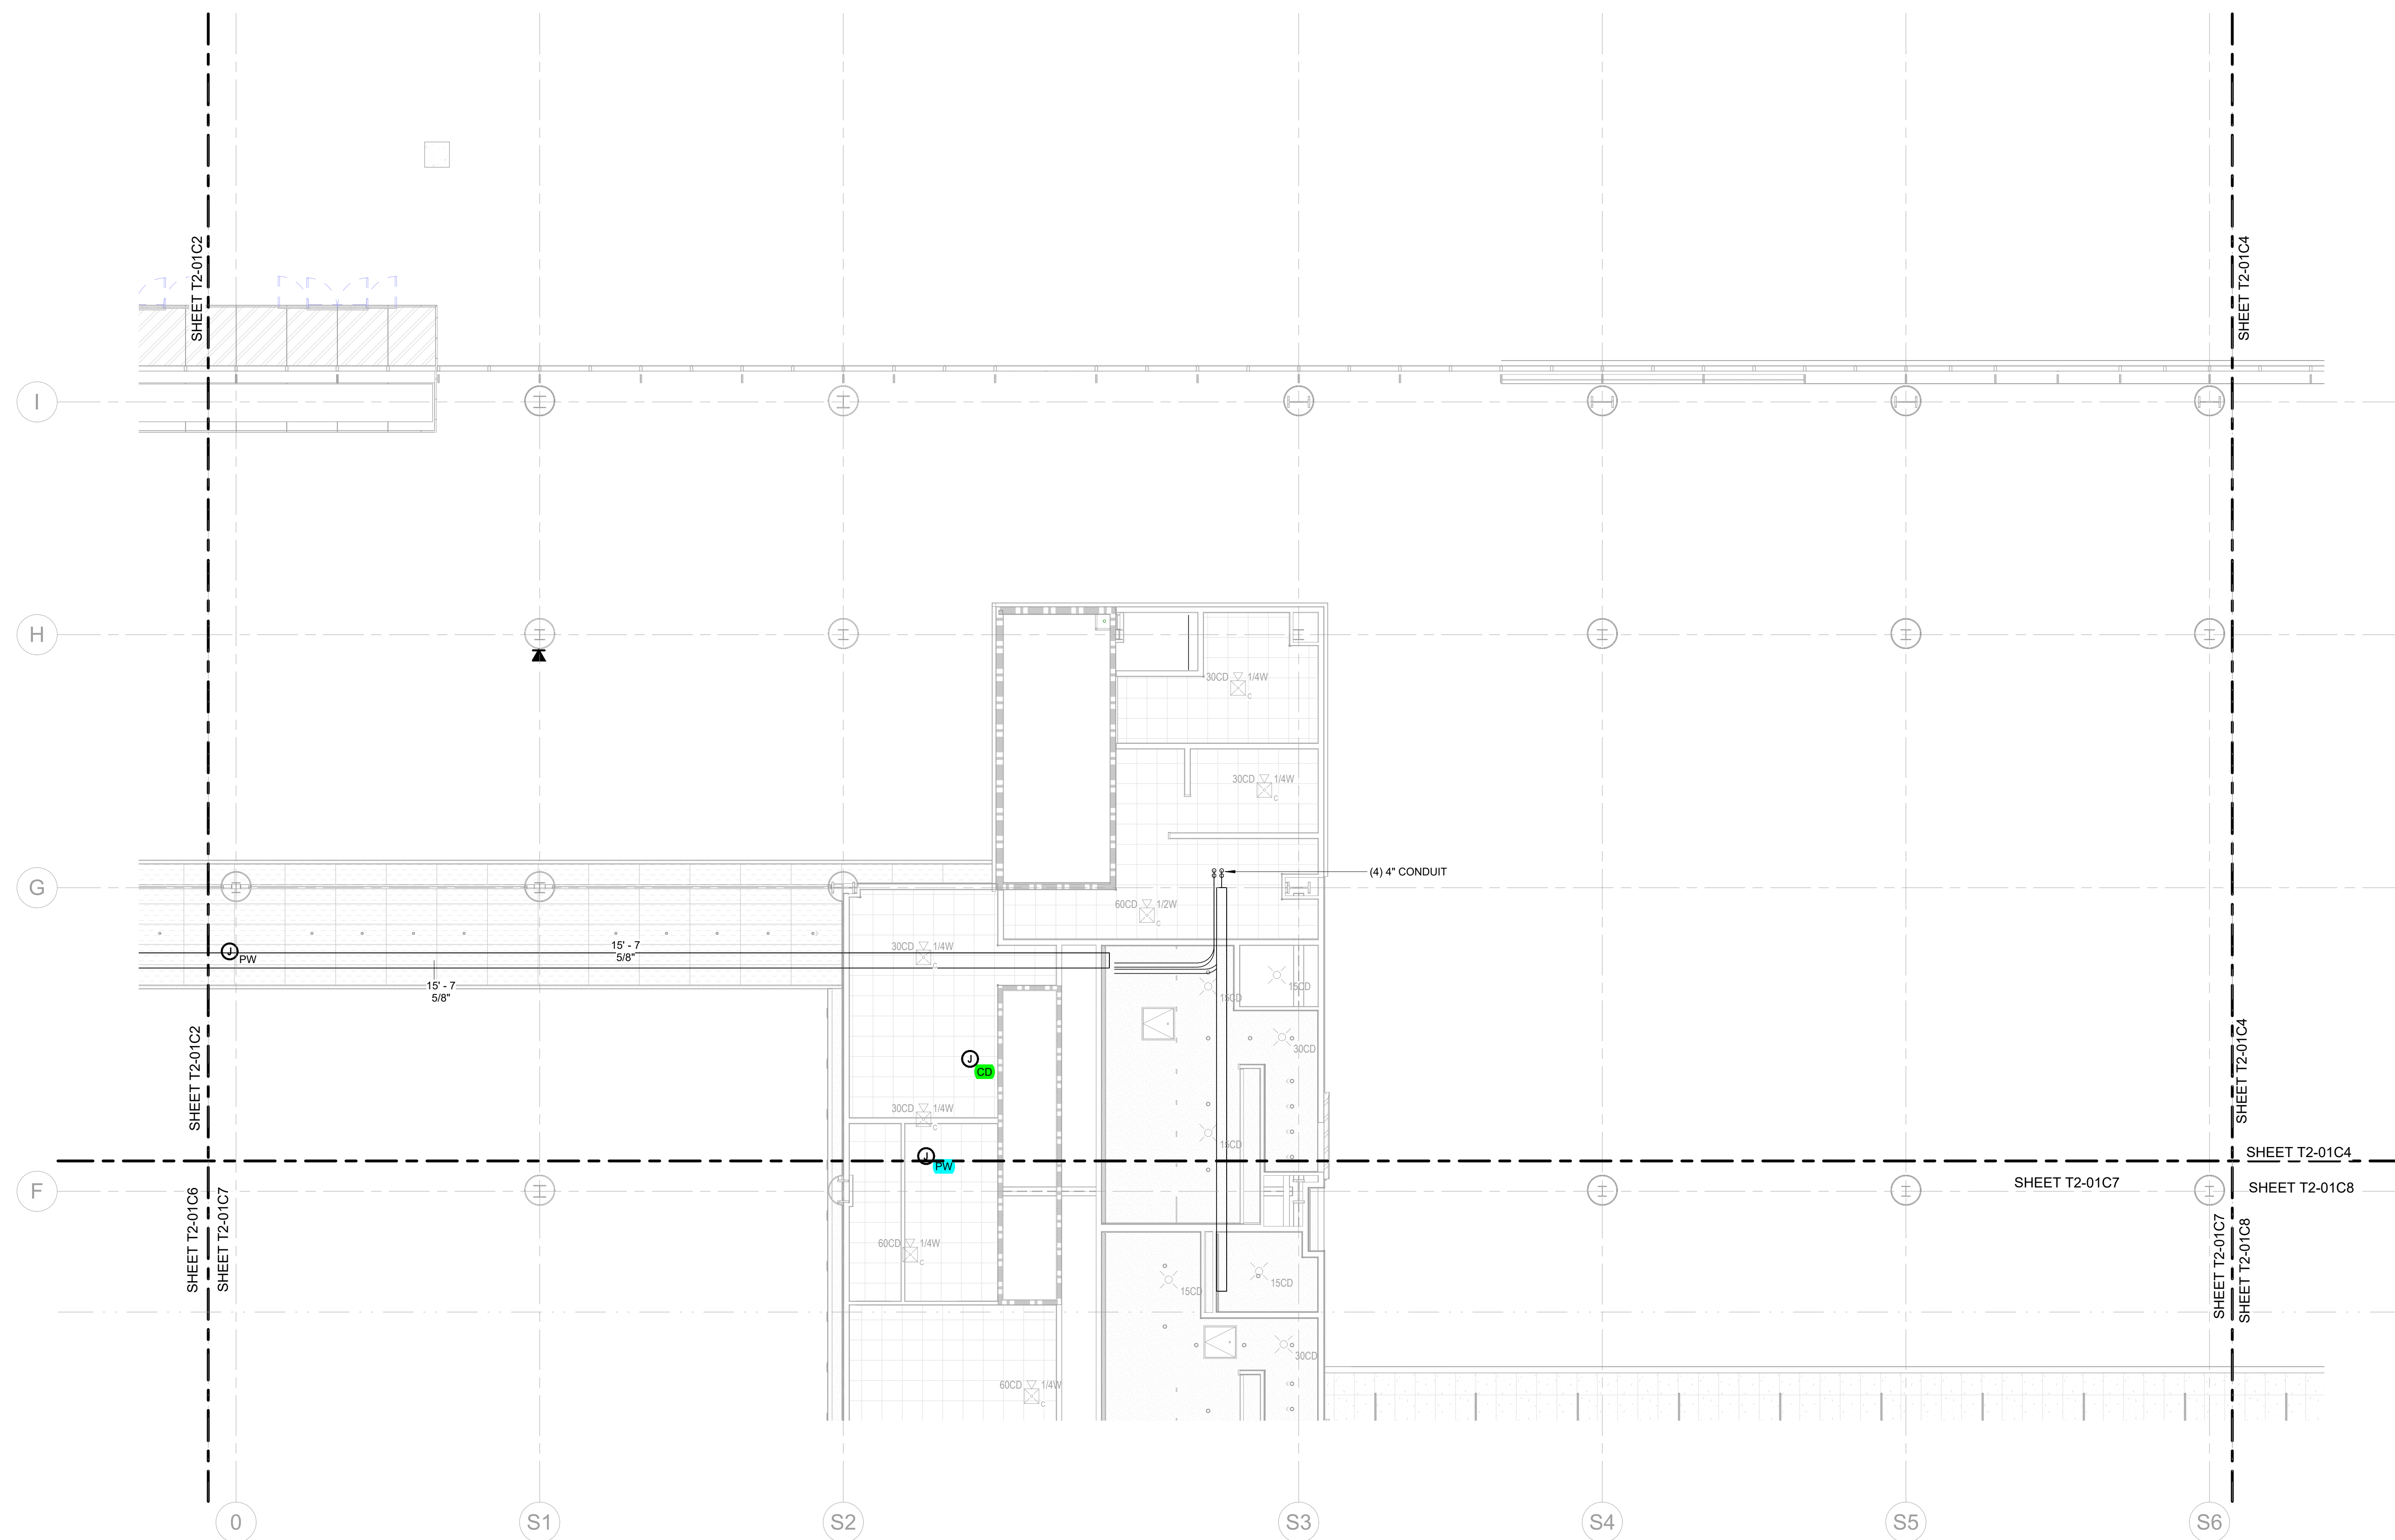 SHEET T2-01C2
SHEET T2-01C4
I
H
30CD 1/4W
C
30CD 1/4W
C
G
(4) 4" CONDUIT
60CD 1/2W
C
J
PW
15' - 7
5/8"
30CD 1/4W
C
15' - 7
5/8"
15CD
15CD
SHEET T2-01C2
J
CD
30CD
SHEET T2-01C4
30CD 1/4W
C
15CD
J
PW
SHEET T2-01C4
F
SHEET T2-01C6
SHEET T2-01C7
SHEET T2-01C7
SHEET T2-01C8
60CD 1/4W
C
15CD
15CD
SHEET T2-01C7
SHEET T2-01C8
30CD
60CD 1/4W
C
0
S1
S2
S3
S4
S5
S6